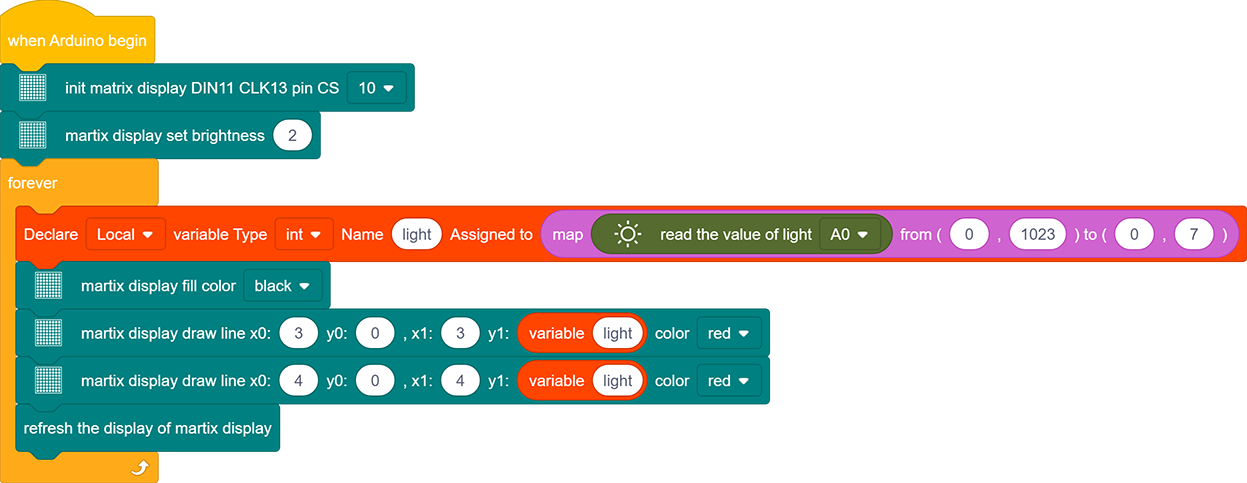 when Arduino begin
init matrix display DIN11 CLK13 pin CS 10
martix display set brightness 2
forever
Declare Local variable Type int Name light Assigned to map read the value of light A0 from ( 0 , 1023 ) to ( 0 , 7 )
martix display fill color black
martix display draw line x0: 3 y0: 0 , x1: 3 y1: variable light color red
martix display draw line x0: 4 y0: 0 , x1: 4 y1: variable light color red
refresh the display of martix display